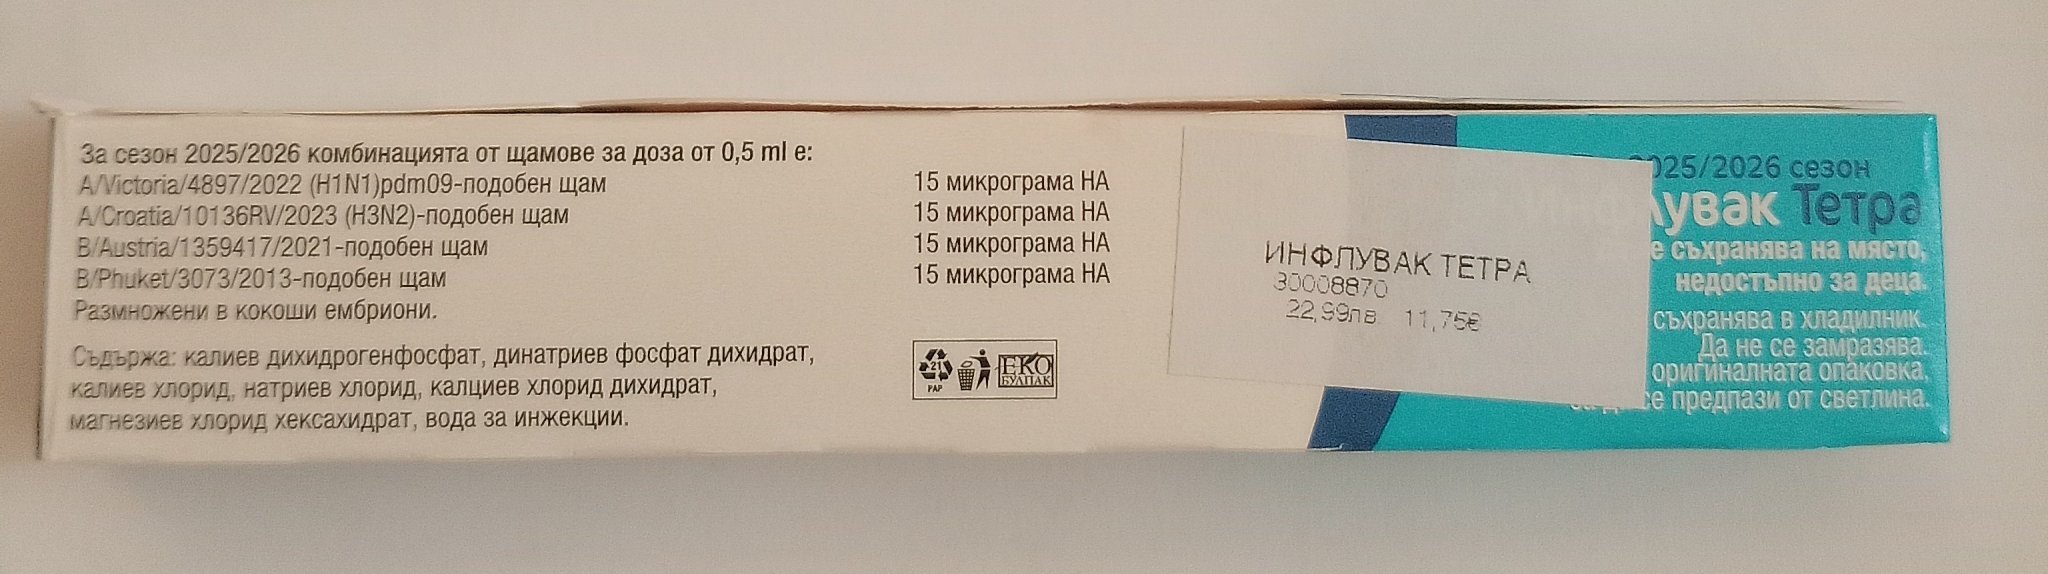 За сезон 2025/2026 комбинацията от щамове за доза от 0,5 ml е:
A/Victoria/4897/2022 (H1N1)pdm09-подобен щам 15 микрограма НА
A/Croatia/10136RV/2023 (H3N2)-подобен щам 15 микрограма НА
B/Austria/1359417/2021-подобен щам 15 микрограма НА
B/Phuket/3073/2013-подобен щам 15 микрограма НА
Размножени в кокоши ембриони.
Съдържа: калиев дихидрогенфосфат, динатриев фосфат дихидрат,
калиев хлорид, натриев хлорид, калциев хлорид дихидрат,
магнезиев хлорид хексахидрат, вода за инжекции.
21
PAP
ЕКО
БУЛПАК
ИНФЛУВАК ТЕТРА
30008870
22,99лв 11,75€
2025/2026 сезон
лувак Тетра
е съхранява на място,
недостъпно за деца.
съхранява в хладилник.
Да не се замразява.
оригиналната опаковка,
се предпази от светлина.